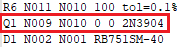 R6 N011 N010 100 tol=0.1%
Q1 N009 N010 0 0 2N3904
D1 N002 N001 RB751SM-40